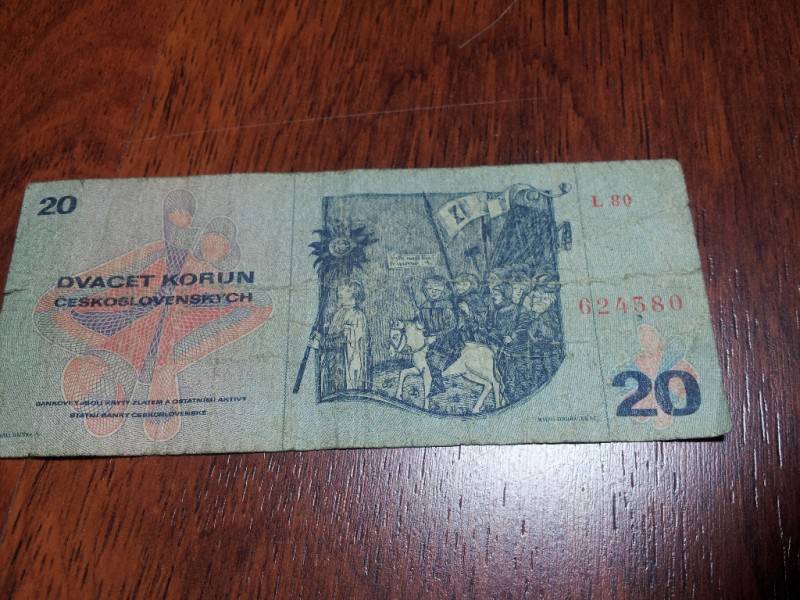 20
DVACET KORUN
ČESKOSLOVENSKÝCH
BANKOVKY JSOU KRYTY ZLATEM A OSTATNÍMI AKTIVY
STÁTNÍ BANKY ČESKOSLOVENSKÉ
L 80
624580
20